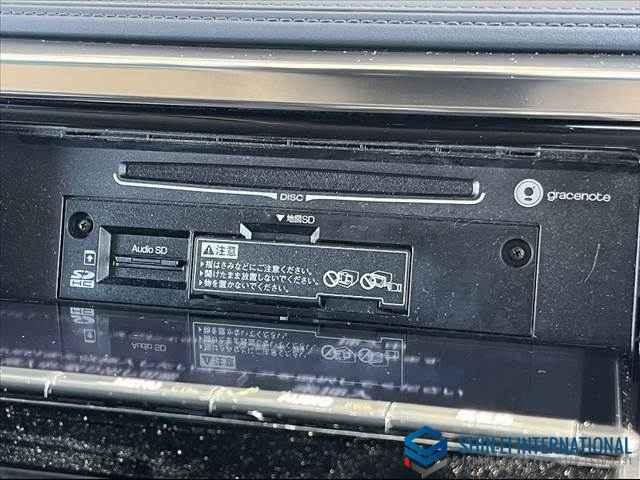 DISC
gracenote
▼地図SD
Audio SD
SD
HC
⚠注意
▶指はさみなどにご注意ください。
▶開けたまま放置しないでください。
▶物を置かないでください。
SHINEI INTERNATIONAL